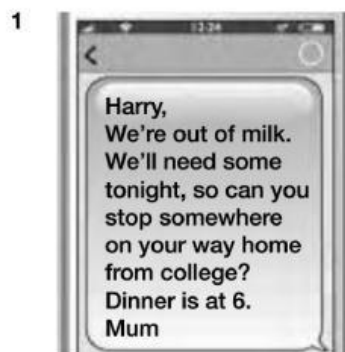 1
12:24
Harry,
We're out of milk.
We'll need some
tonight, so can you
stop somewhere
on your way home
from college?
Dinner is at 6.
Mum